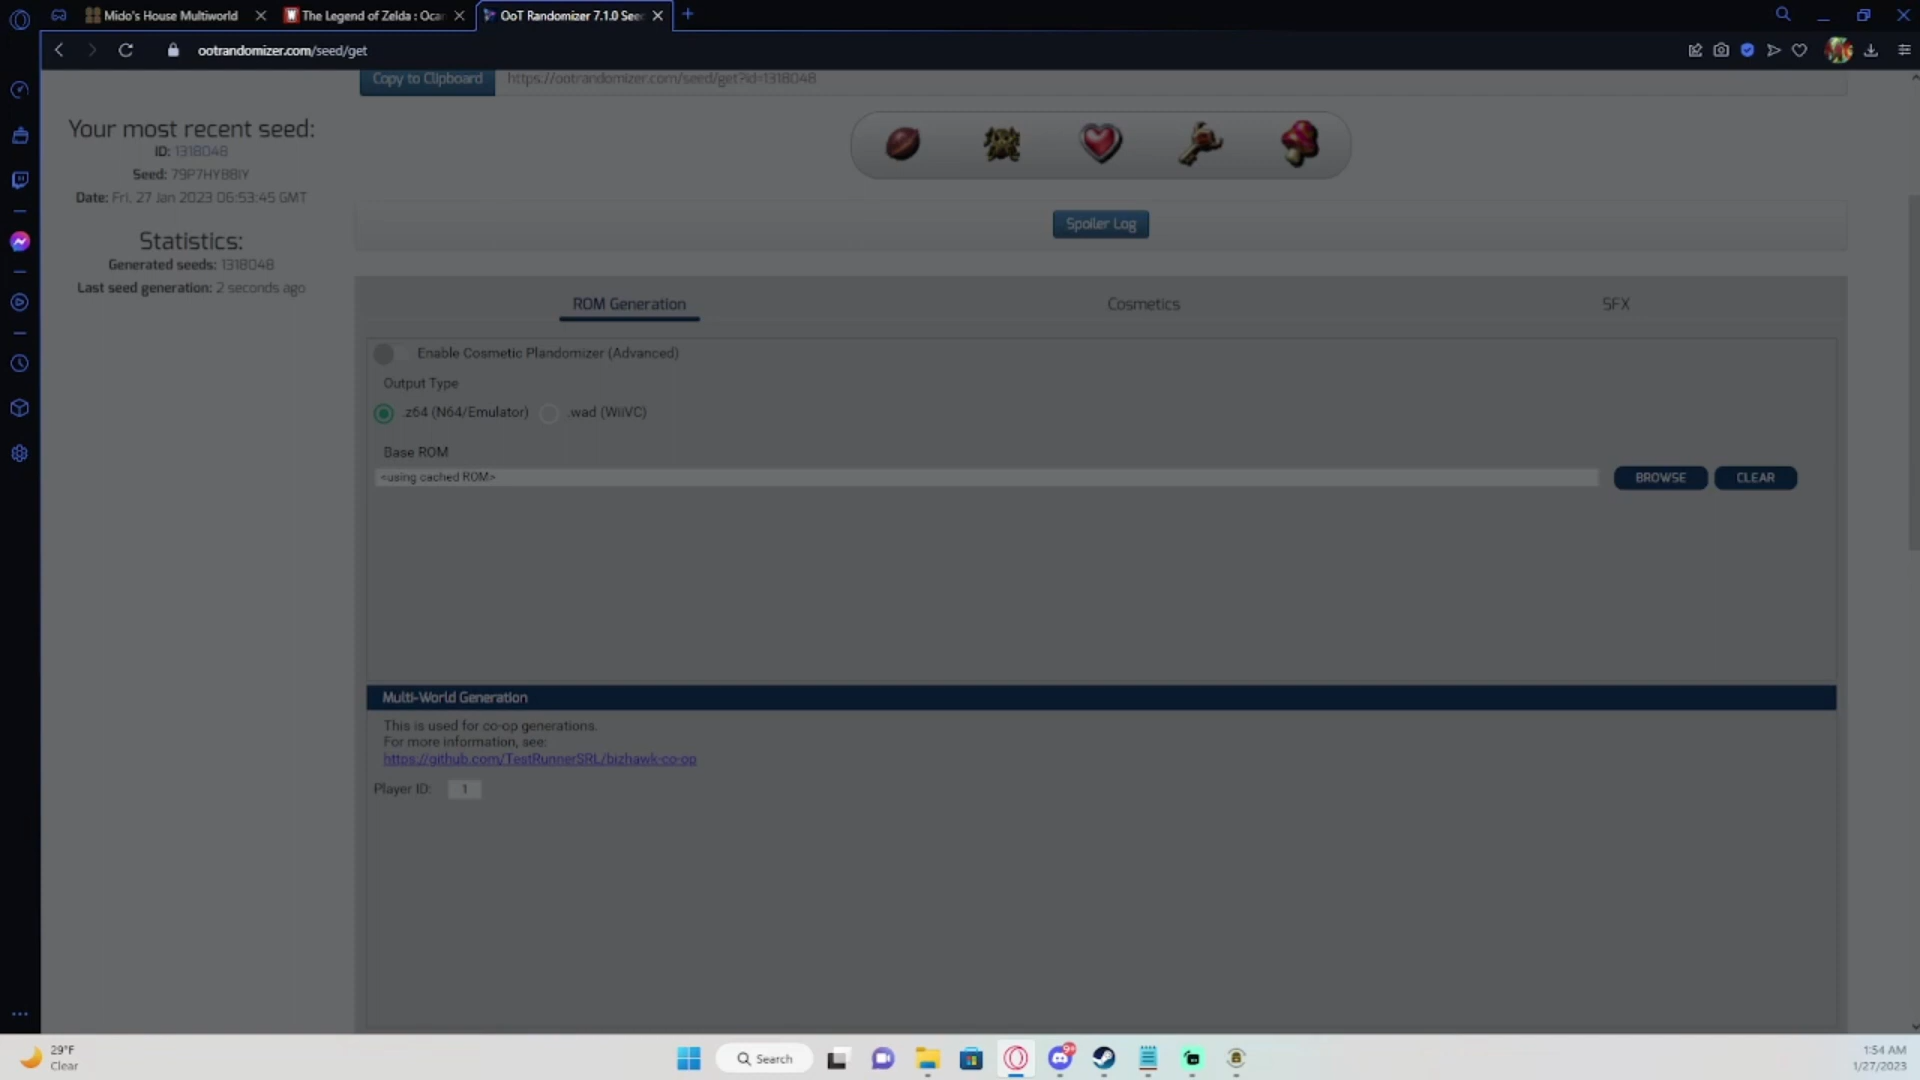 Mido's House Multiworld
The Legend of Zelda : Ocar
OoT Randomizer 7.1.0 See
ootrandomizer.com/seed/get
Copy to Clipboard
https://ootrandomizer.com/seed/get?id=1318048
Your most recent seed:
ID: 1318048
Seed: 79P7HYB8IY
Date: Fri, 27 Jan 2023 06:53:45 GMT
Statistics:
Generated seeds: 1318048
Last seed generation: 2 seconds ago
Spoiler Log
ROM Generation
Cosmetics
SFX
Enable Cosmetic Plandomizer (Advanced)
Output Type
.z64 (N64/Emulator)
.wad (WiiVC)
Base ROM
<using cached ROM>
BROWSE
CLEAR
Multi-World Generation
This is used for co-op generations.
For more information, see:
https://github.com/TestRunnerSRL/bizhawk-co-op
Player ID: 1
29°F
Clear
Search
9+
1:54 AM
1/27/2023